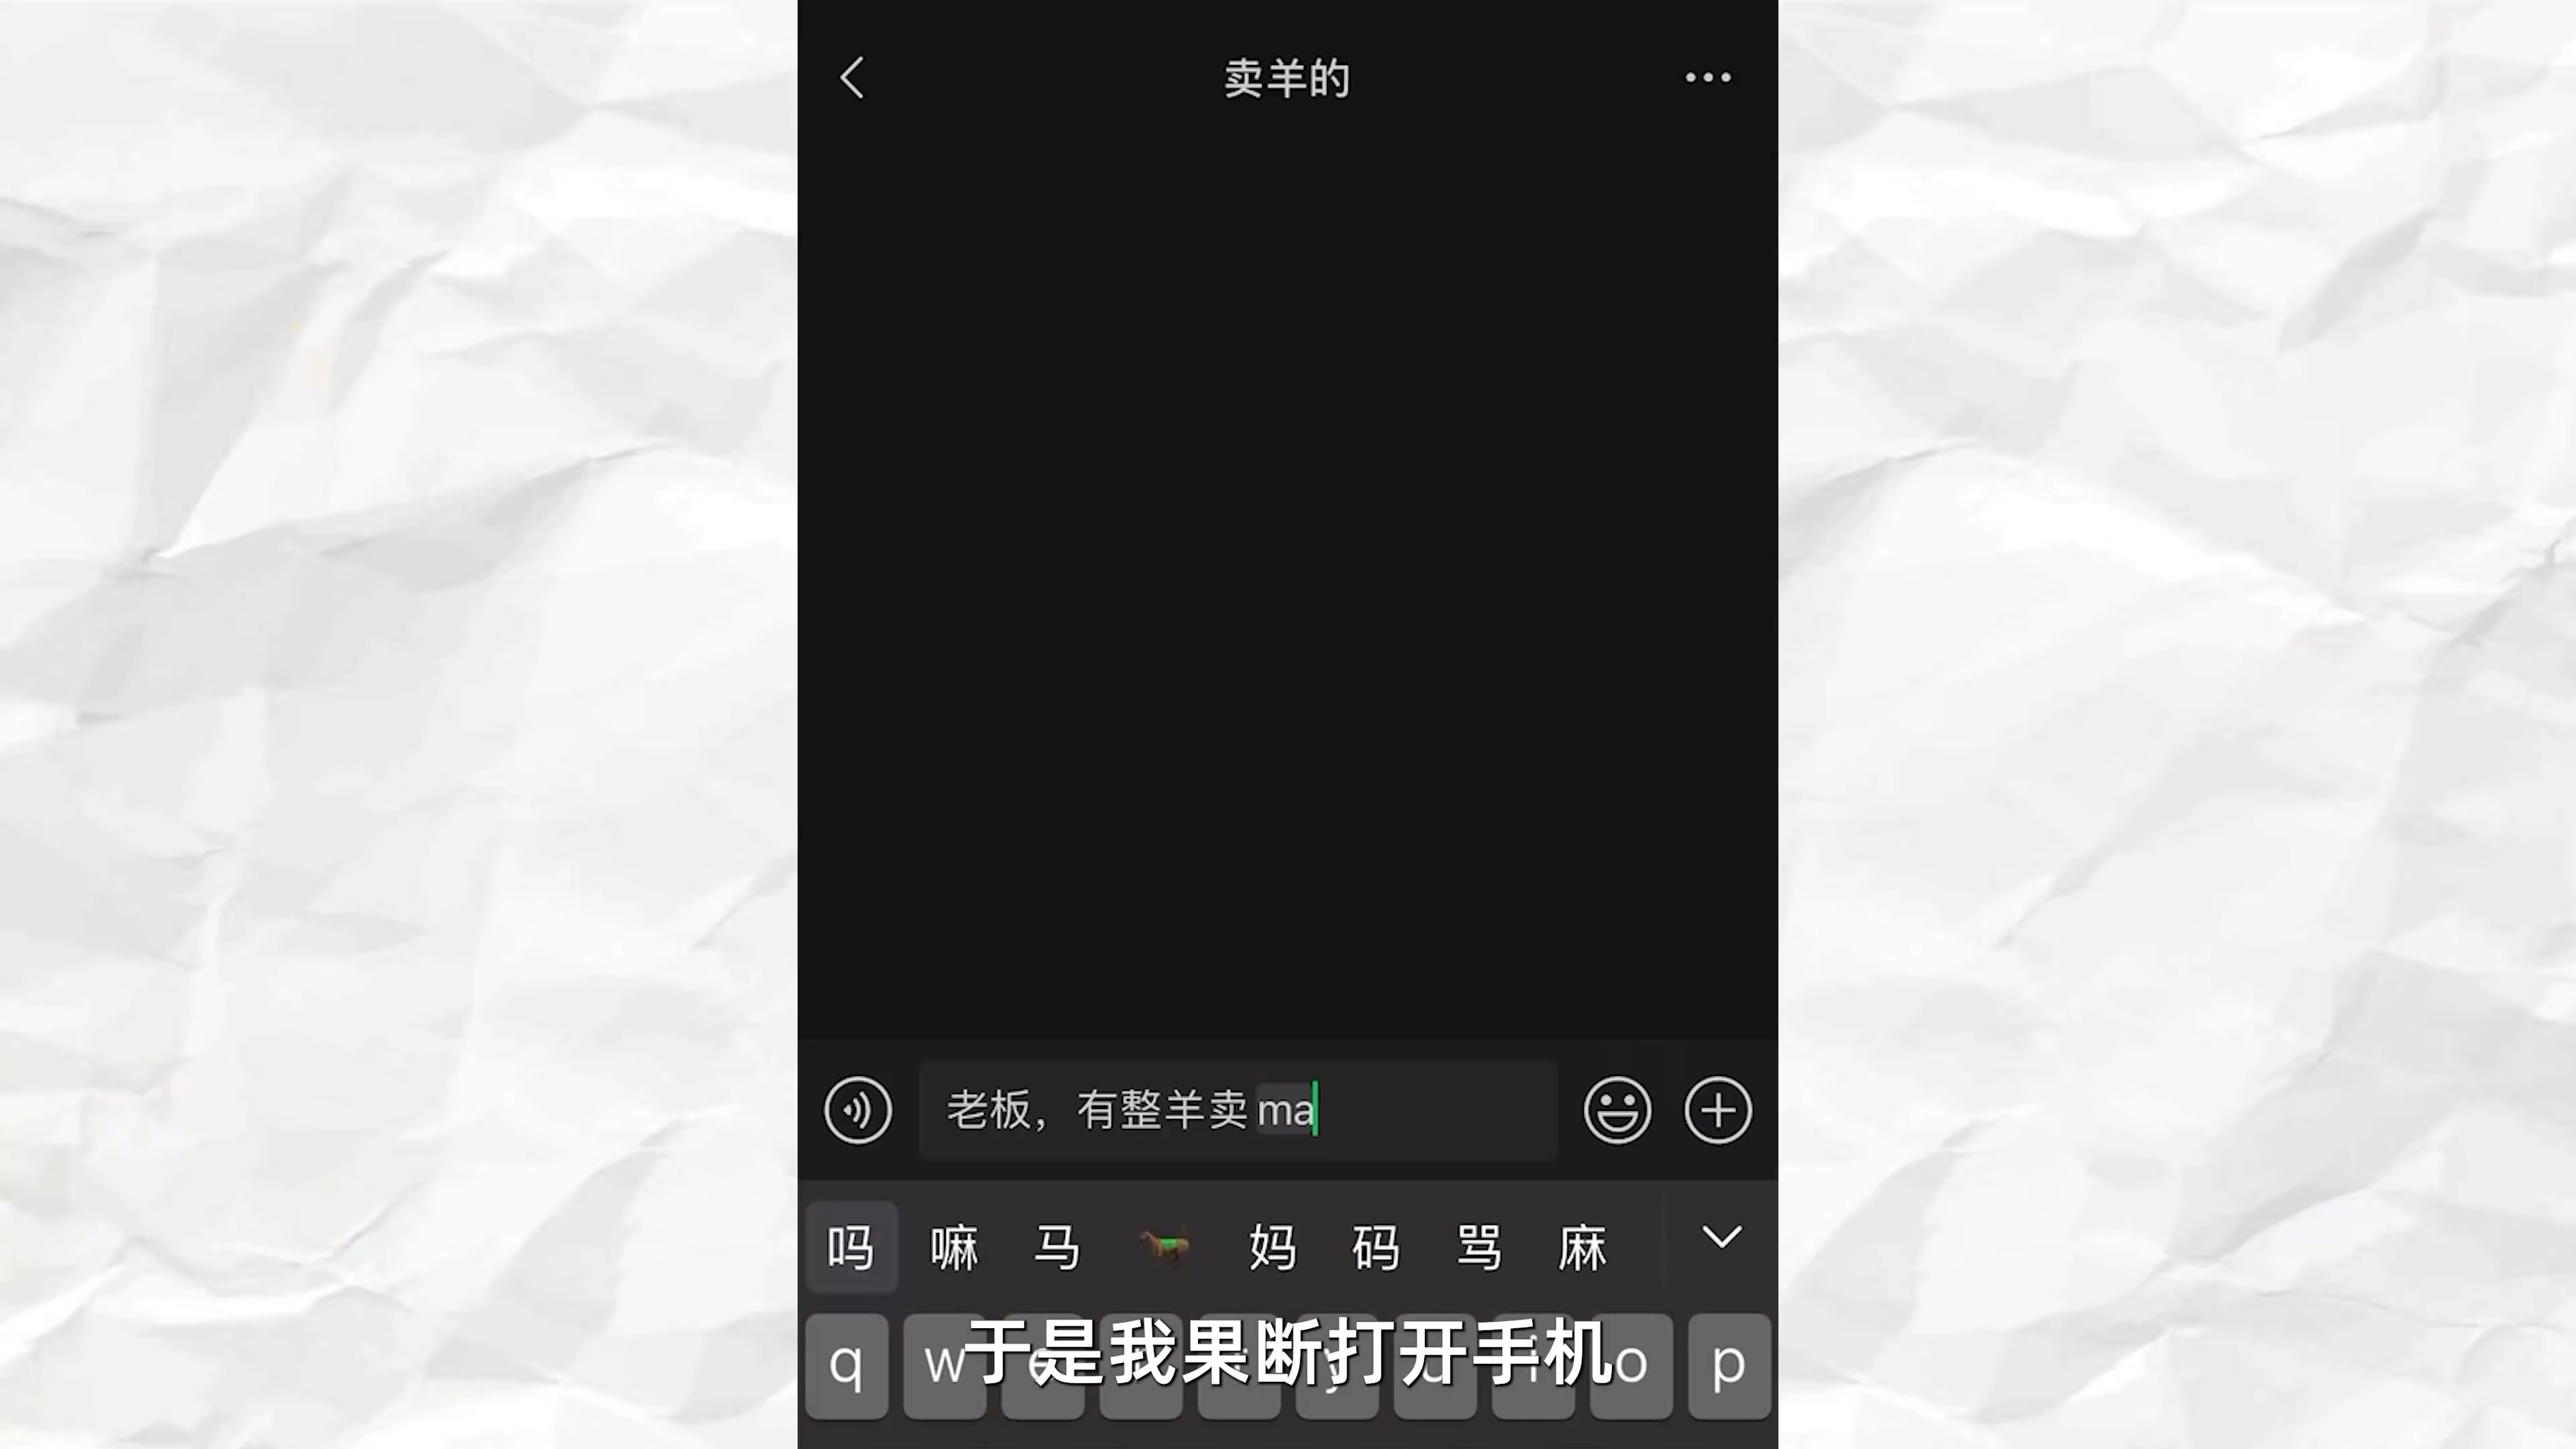 卖羊的
老板，有整羊卖 ma
吗 嘛 马 妈 码 骂 麻
q w e y u i o p
于是我果断打开手机